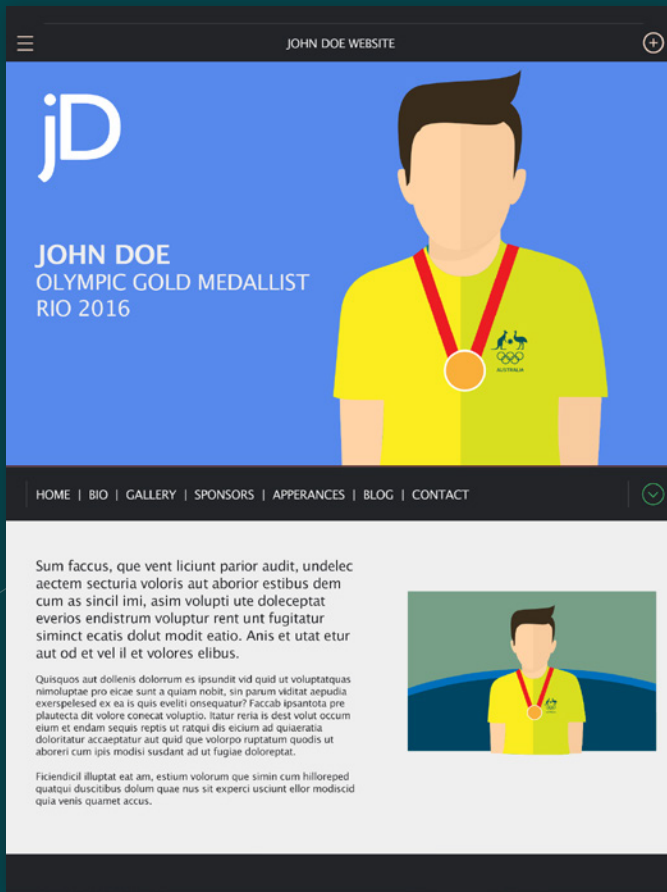 JOHN DOE WEBSITE
jD
JOHN DOE
OLYMPIC GOLD MEDALLIST
RIO 2016
AUSTRALIA
HOME | BIO | GALLERY | SPONSORS | APPERANCES | BLOG | CONTACT
Sum faccus, que vent liciunt parior audit, undelec
aectem securia voloris aut aborior estibus dem
cum as sincil imi, asim volupti ute doleceptat
everios endistrum voluptur rent unt fugitatur
siminct ecatis dolut modit eatio. Anis et utat etur
aut od et vel il et volores elibus.
Quisquos aut dollenis dolorrum es ipsundit vid quid ut voluptatquas
nimoluptae pro eicae sunt a quiam nobit, sin parum viditat aepudia
exerspelesed ex ea is quis eveliti onsequatur? Faccab ipsantota pre
plautecta dit volore conecat voluptio. Itatur reria is dest volut occum
eium et endam sequis reptis ut ratqui dis eicium ad quiaeratia
doloritatur accaeptatur aut quid que volorpo ruptatum quodis ut
aboreri cum ipis modisi susdant ad ut fugiae doloreptat.
Ficiendicil illuptat eat am, estium volorum que simin cum hilloreped
quatqui duscitibus dolum quae nus sit experci usciunt ellor modiscid
quia venis quamet accus.